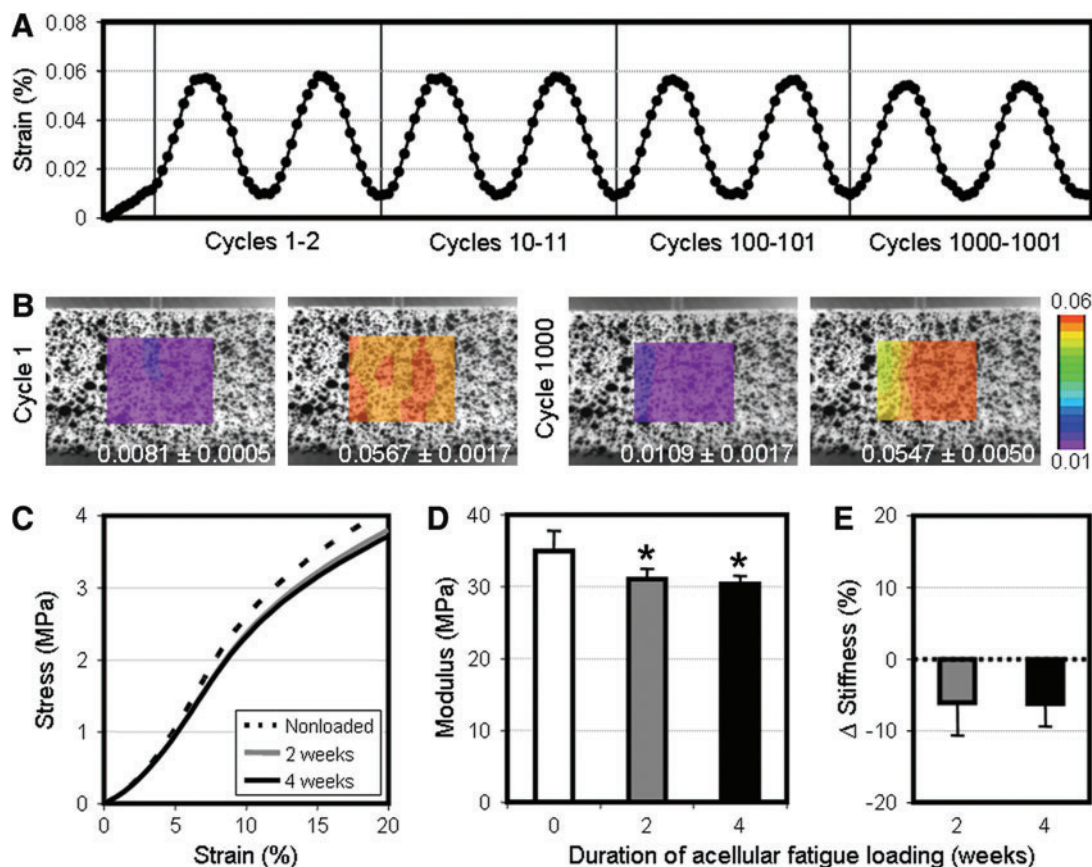 A
Strain (%)
0.08
0.06
0.04
0.02
0
Cycles 1-2
Cycles 10-11
Cycles 100-101
Cycles 1000-1001
B
Cycle 1
0.0081 ± 0.0005
0.0567 ± 0.0017
Cycle 1000
0.0109 ± 0.0017
0.0547 ± 0.0050
0.06
0.01
C
Stress (MPa)
4
3
2
1
0
Nonloaded
2 weeks
4 weeks
0 5 10 15 20
Strain (%)
D
Modulus (MPa)
40
30
20
10
0
* *
0 2 4
E
Δ Stiffness (%)
20
10
0
-10
-20
2 4
Duration of acellular fatigue loading (weeks)